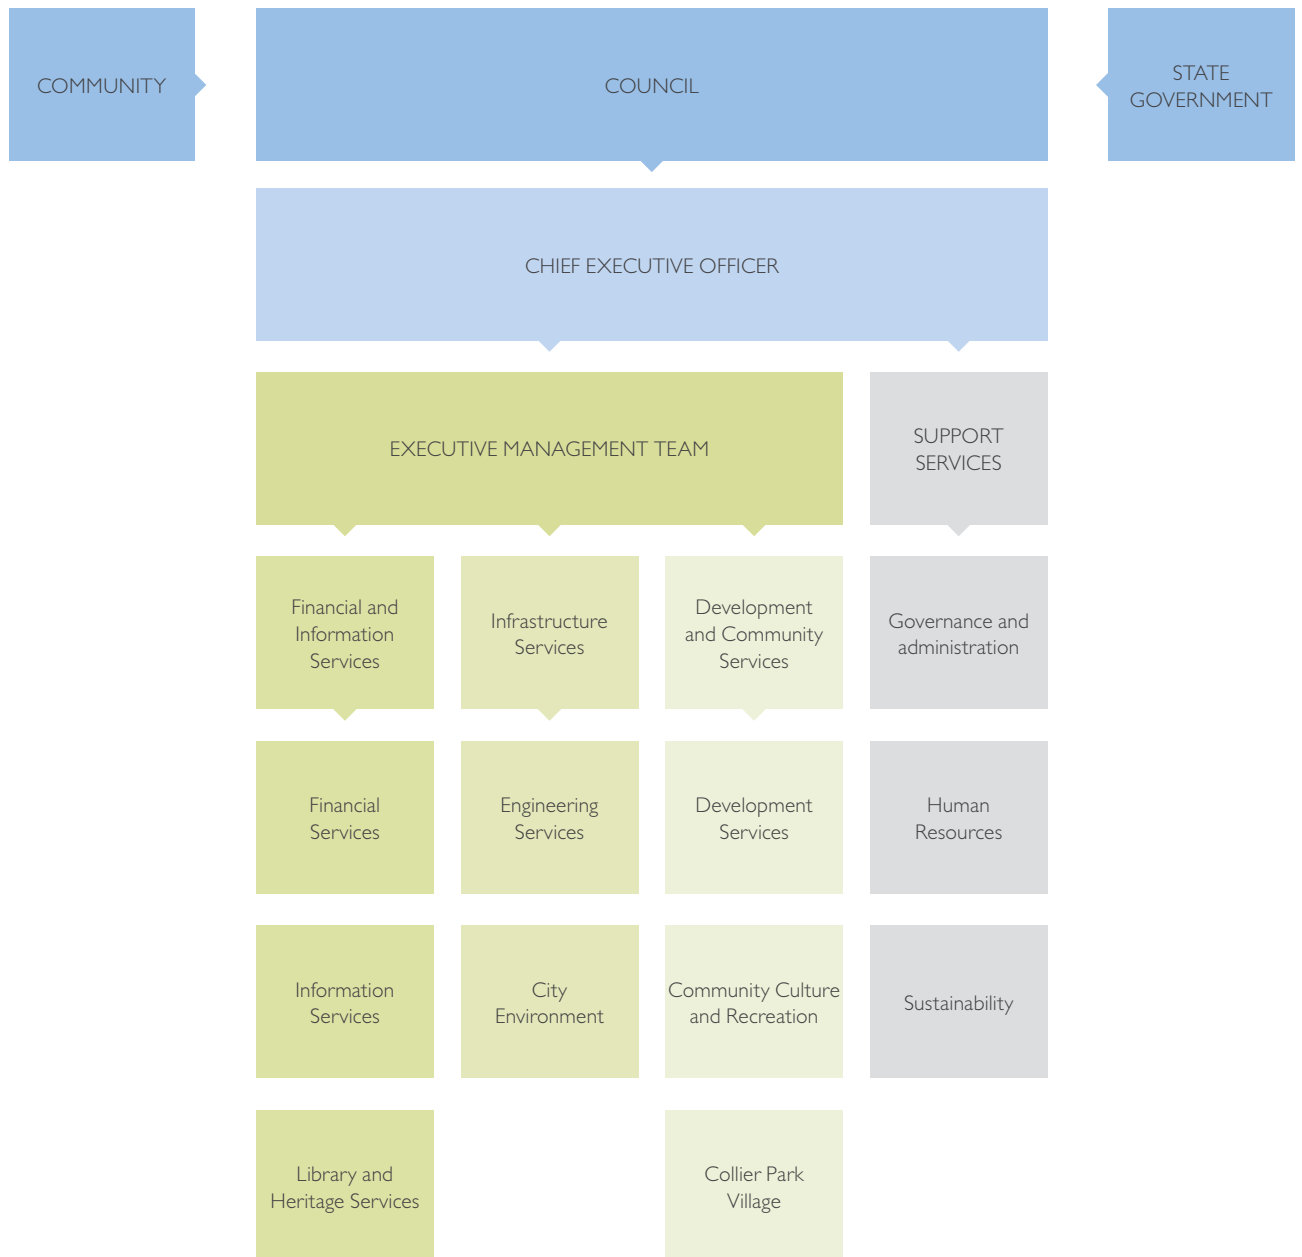 COMMUNITY
COUNCIL
STATE
GOVERNMENT
CHIEF EXECUTIVE OFFICER
EXECUTIVE MANAGEMENT TEAM
SUPPORT
SERVICES
Financial and
Information
Services
Infrastructure
Services
Development
and Community
Services
Governance and
administration
Financial
Services
Engineering
Services
Development
Services
Human
Resources
Information
Services
City
Environment
Community Culture
and Recreation
Sustainability
Library and
Heritage Services
Collier Park
Village